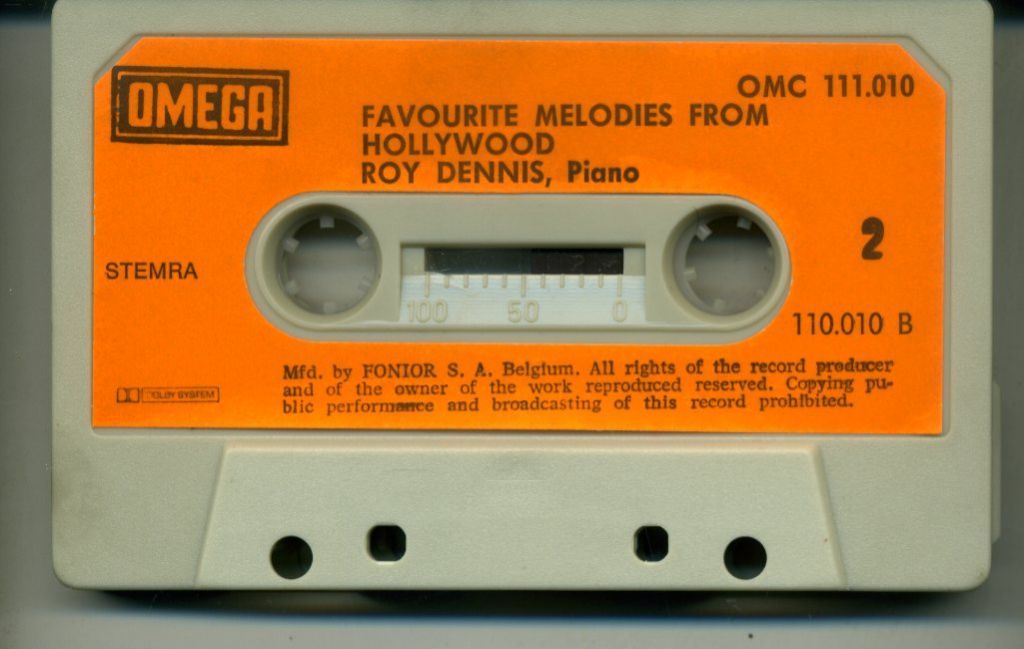 OMEGA
OMC 111.010
FAVOURITE MELODIES FROM
HOLLYWOOD
ROY DENNIS, Piano
2
STEMRA
100 50 0
110.010 B
Mfd. by FONIOR S. A. Belgium. All rights of the record producer
and of the owner of the work reproduced reserved. Copying pu-
blic performance and broadcasting of this record prohibited.
DOLBY SYSTEM